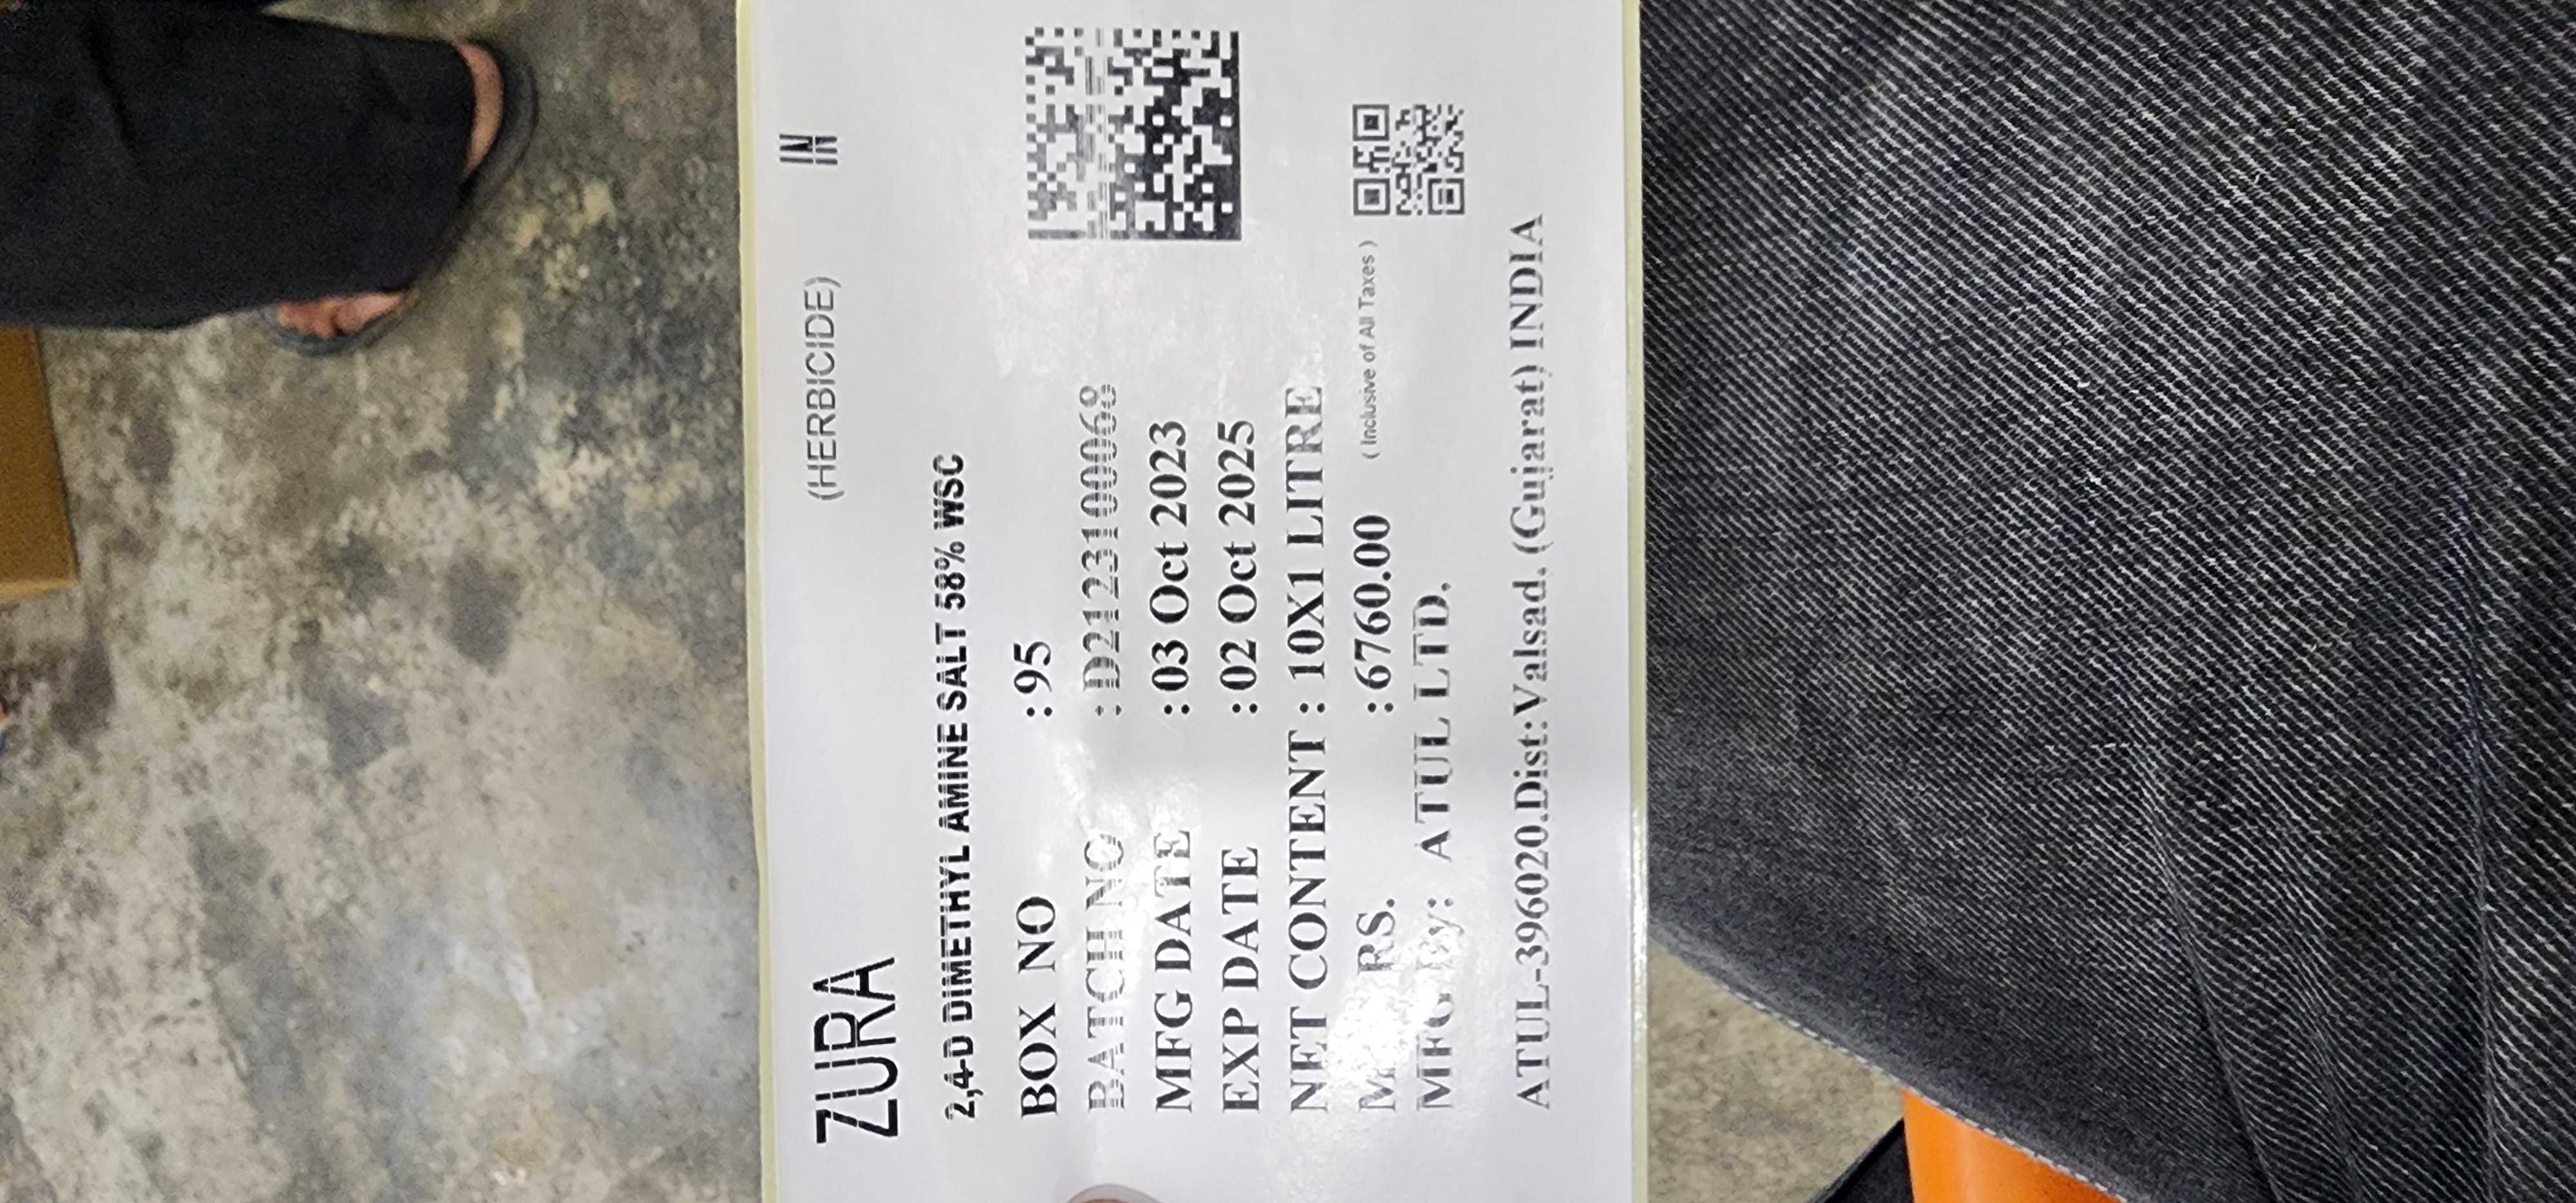 ZURA (HERBICIDE) IN
2,4-D DIMETHYL AMINE SALT 58% WSC
BOX NO :95
BATCH NO : D2123100068
MFG DATE : 03 Oct 2023
EXP DATE : 02 Oct 2025
NET CONTENT : 10X1 LITRE
RS. : 6760.00 ( Inclusive of All Taxes )
MFG By: ATUL LTD.
ATUL-396020.Dist:Valsad. (Gujarat) INDIA